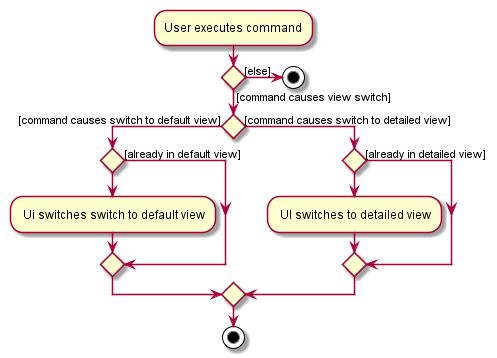 User executes command
[else]
[command causes view switch]
[command causes switch to default view]
[command causes switch to detailed view]
[already in default view]
[already in detailed view]
Ui switches switch to default view
UI switches to detailed view